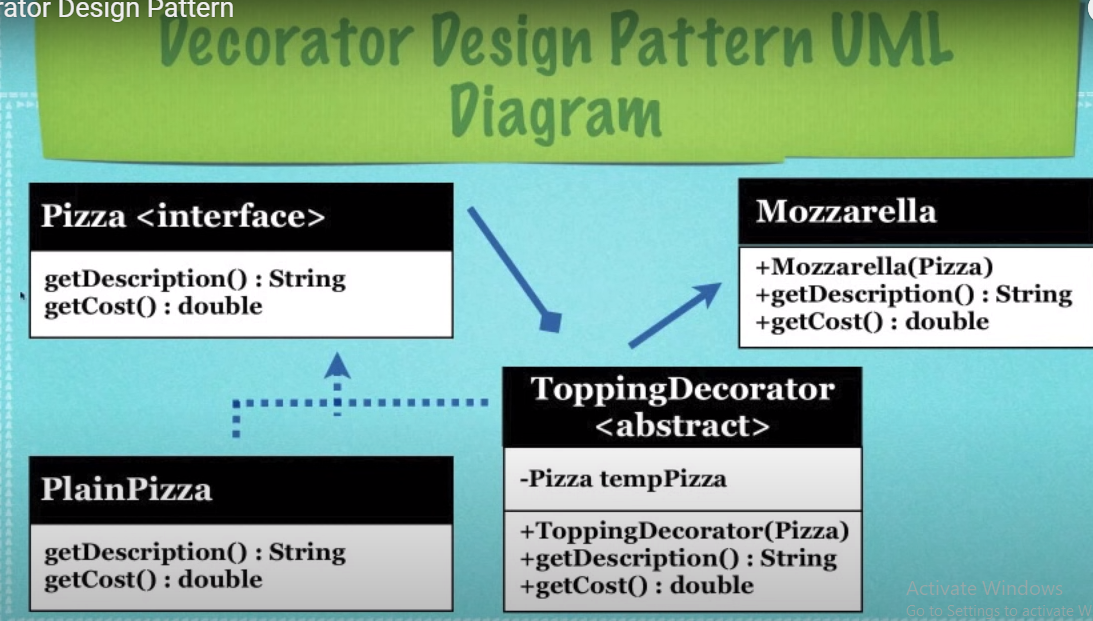 rator Design Pattern
Decorator Design Pattern UML
Diagram
Pizza <interface>
getDescription() : String
getCost() : double
Mozzarella
+Mozzarella(Pizza)
+getDescription() : String
+getCost() : double
ToppingDecorator
<abstract>
-Pizza tempPizza
+ToppingDecorator(Pizza)
+getDescription() : String
+getCost() : double
PlainPizza
getDescription() : String
getCost() : double
Activate Windows
Go to Settings to activate W